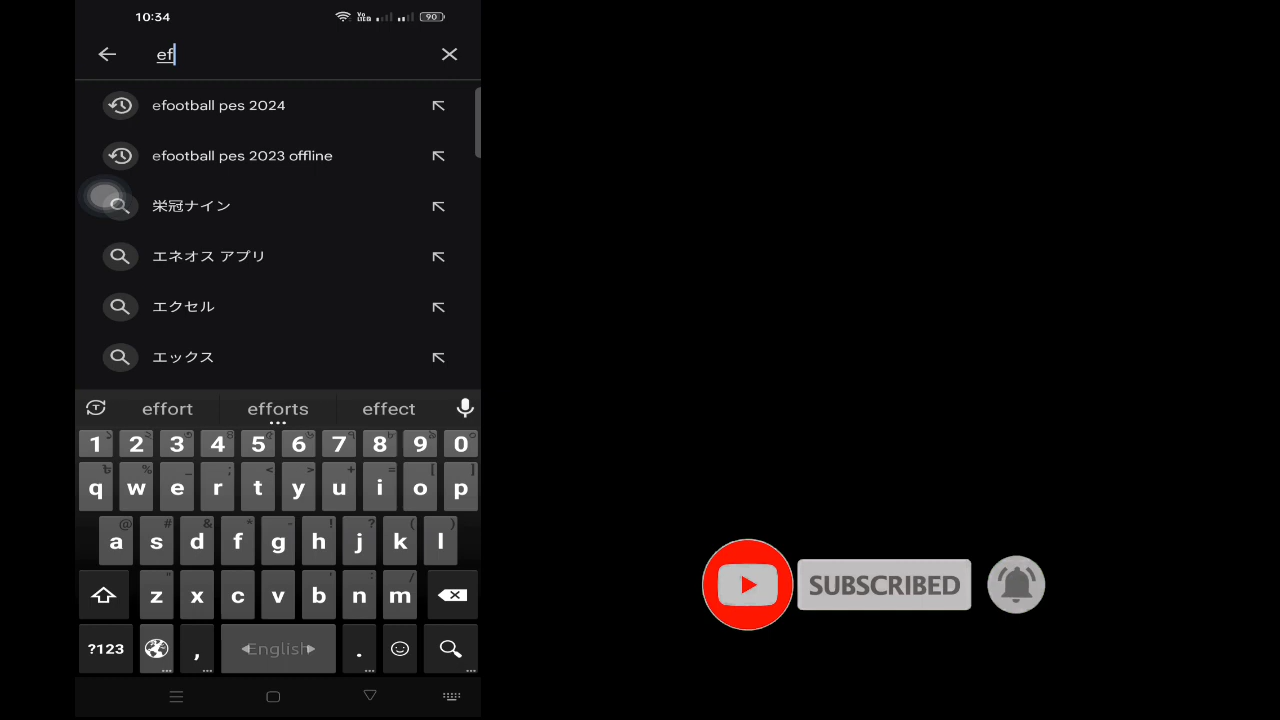 10:34
Vo LTE
90
ef
efootball pes 2024
efootball pes 2023 offline
栄冠ナイン
エネオス アプリ
エクセル
エックス
effort efforts effect
1 2 3 4 5 6 7 8 9 0
q w e r t y u i o p
a s d f g h j k l
z x c v b n m
?123 , English .
SUBSCRIBED